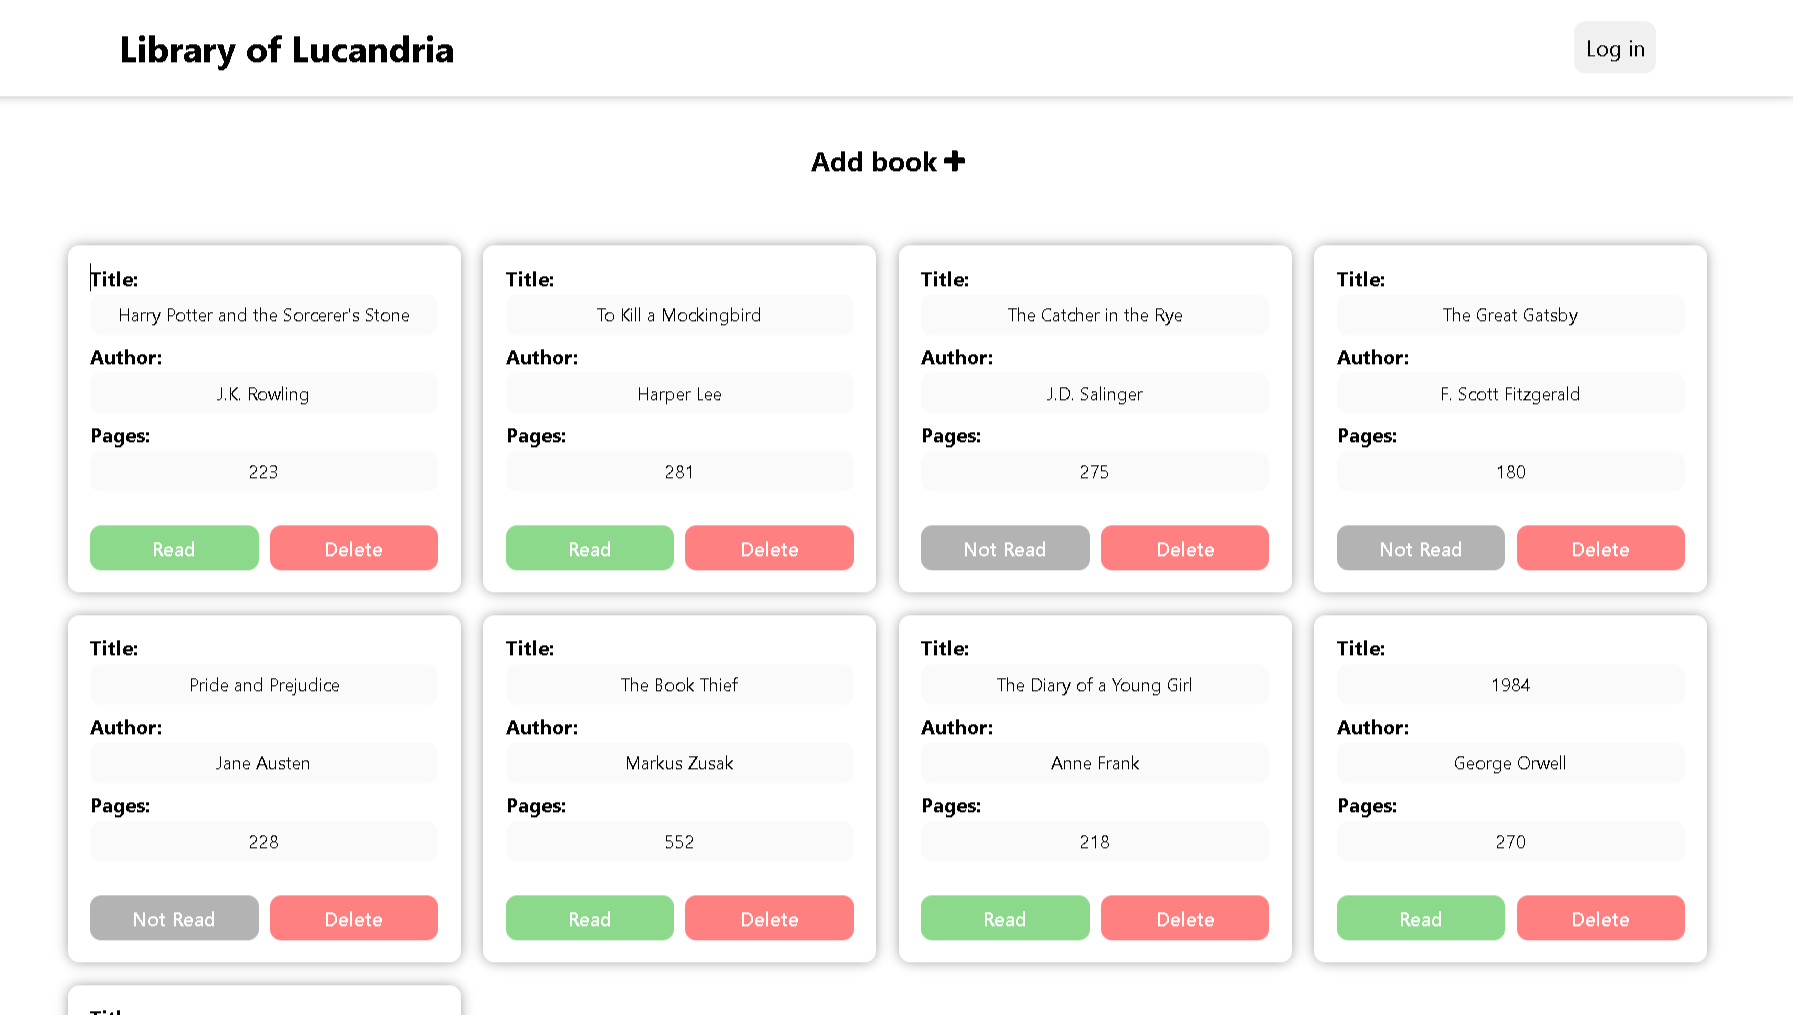 Library of Lucandria
Log in
Add book
Title:
Harry Potter and the Sorcerer's Stone
Author:
J.K. Rowling
Pages:
223
Read
Delete
Title:
To Kill a Mockingbird
Author:
Harper Lee
Pages:
281
Read
Delete
Title:
The Catcher in the Rye
Author:
J.D. Salinger
Pages:
275
Not Read
Delete
Title:
The Great Gatsby
Author:
F. Scott Fitzgerald
Pages:
180
Not Read
Delete
Title:
Pride and Prejudice
Author:
Jane Austen
Pages:
228
Not Read
Delete
Title:
The Book Thief
Author:
Markus Zusak
Pages:
552
Read
Delete
Title:
The Diary of a Young Girl
Author:
Anne Frank
Pages:
218
Read
Delete
Title:
1984
Author:
George Orwell
Pages:
270
Read
Delete